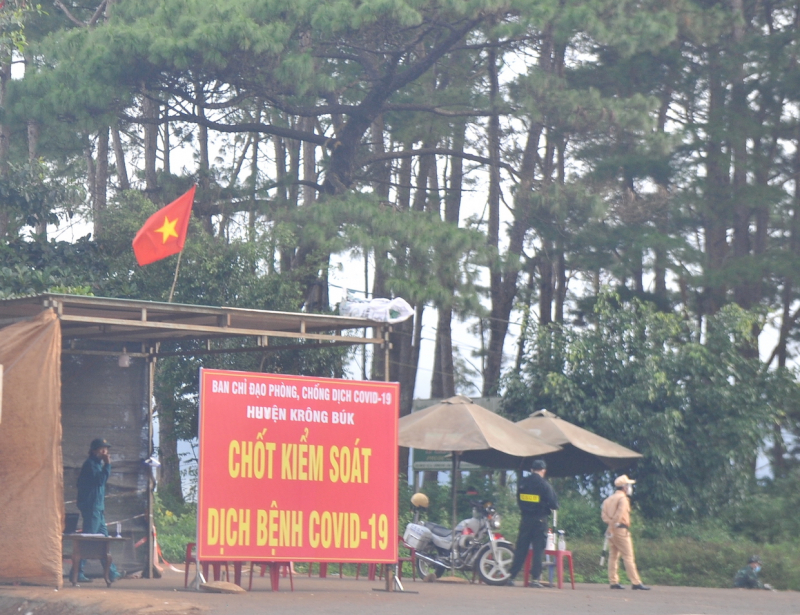 BAN CHỈ ĐẠO PHÒNG, CHỐNG DỊCH COVID-19
HUYỆN KRÔNG BÚK
CHỐT KIỂM SOÁT
DỊCH BỆNH COVID-19